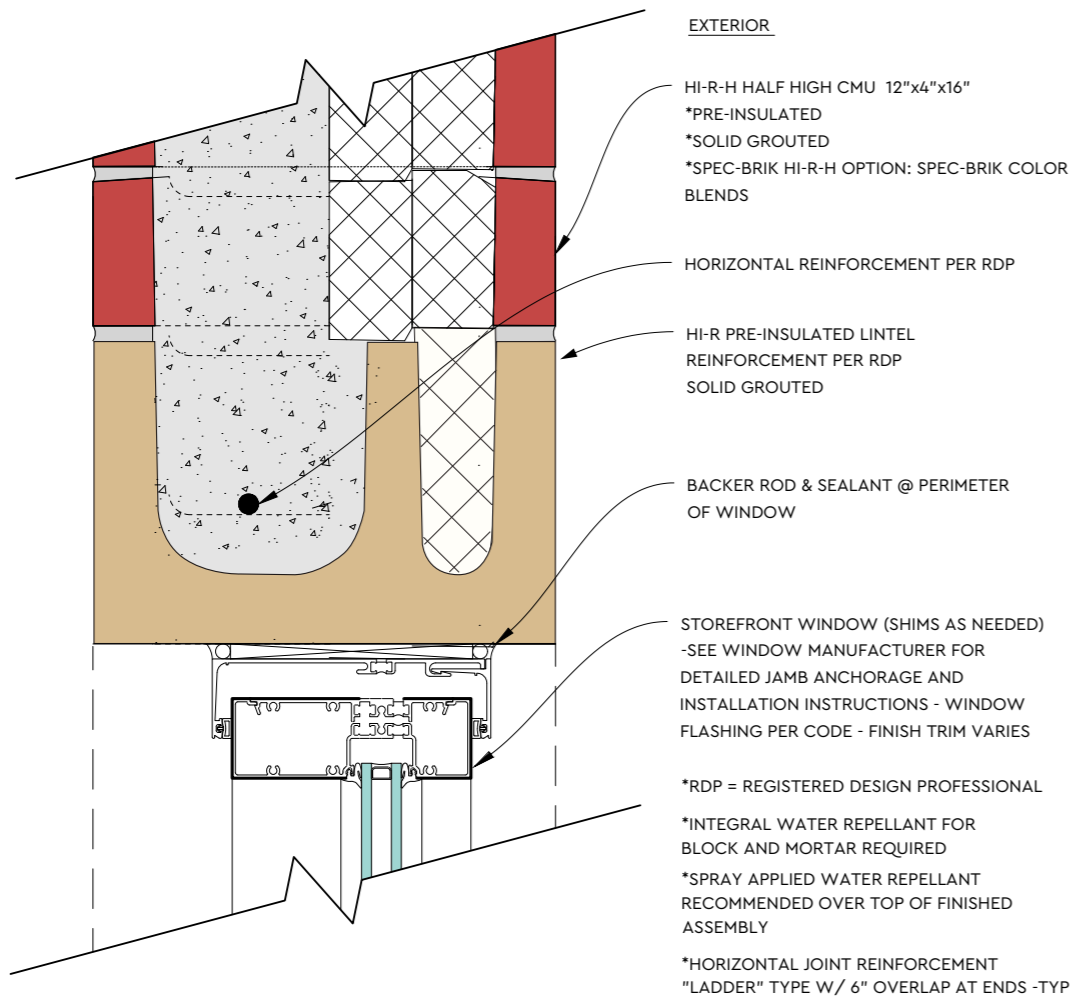 EXTERIOR
HI-R-H HALF HIGH CMU 12"x4"x16"
*PRE-INSULATED
*SOLID GROUTED
*SPEC-BRIK HI-R-H OPTION: SPEC-BRIK COLOR
BLENDS
HORIZONTAL REINFORCEMENT PER RDP
HI-R PRE-INSULATED LINTEL
REINFORCEMENT PER RDP
SOLID GROUTED
BACKER ROD & SEALANT @ PERIMETER
OF WINDOW
STOREFRONT WINDOW (SHIMS AS NEEDED)
-SEE WINDOW MANUFACTURER FOR
DETAILED JAMB ANCHORAGE AND
INSTALLATION INSTRUCTIONS - WINDOW
FLASHING PER CODE - FINISH TRIM VARIES
*RDP = REGISTERED DESIGN PROFESSIONAL
*INTEGRAL WATER REPELLANT FOR
BLOCK AND MORTAR REQUIRED
*SPRAY APPLIED WATER REPELLANT
RECOMMENDED OVER TOP OF FINISHED
ASSEMBLY
*HORIZONTAL JOINT REINFORCEMENT
"LADDER" TYPE W/ 6" OVERLAP AT ENDS -TYP